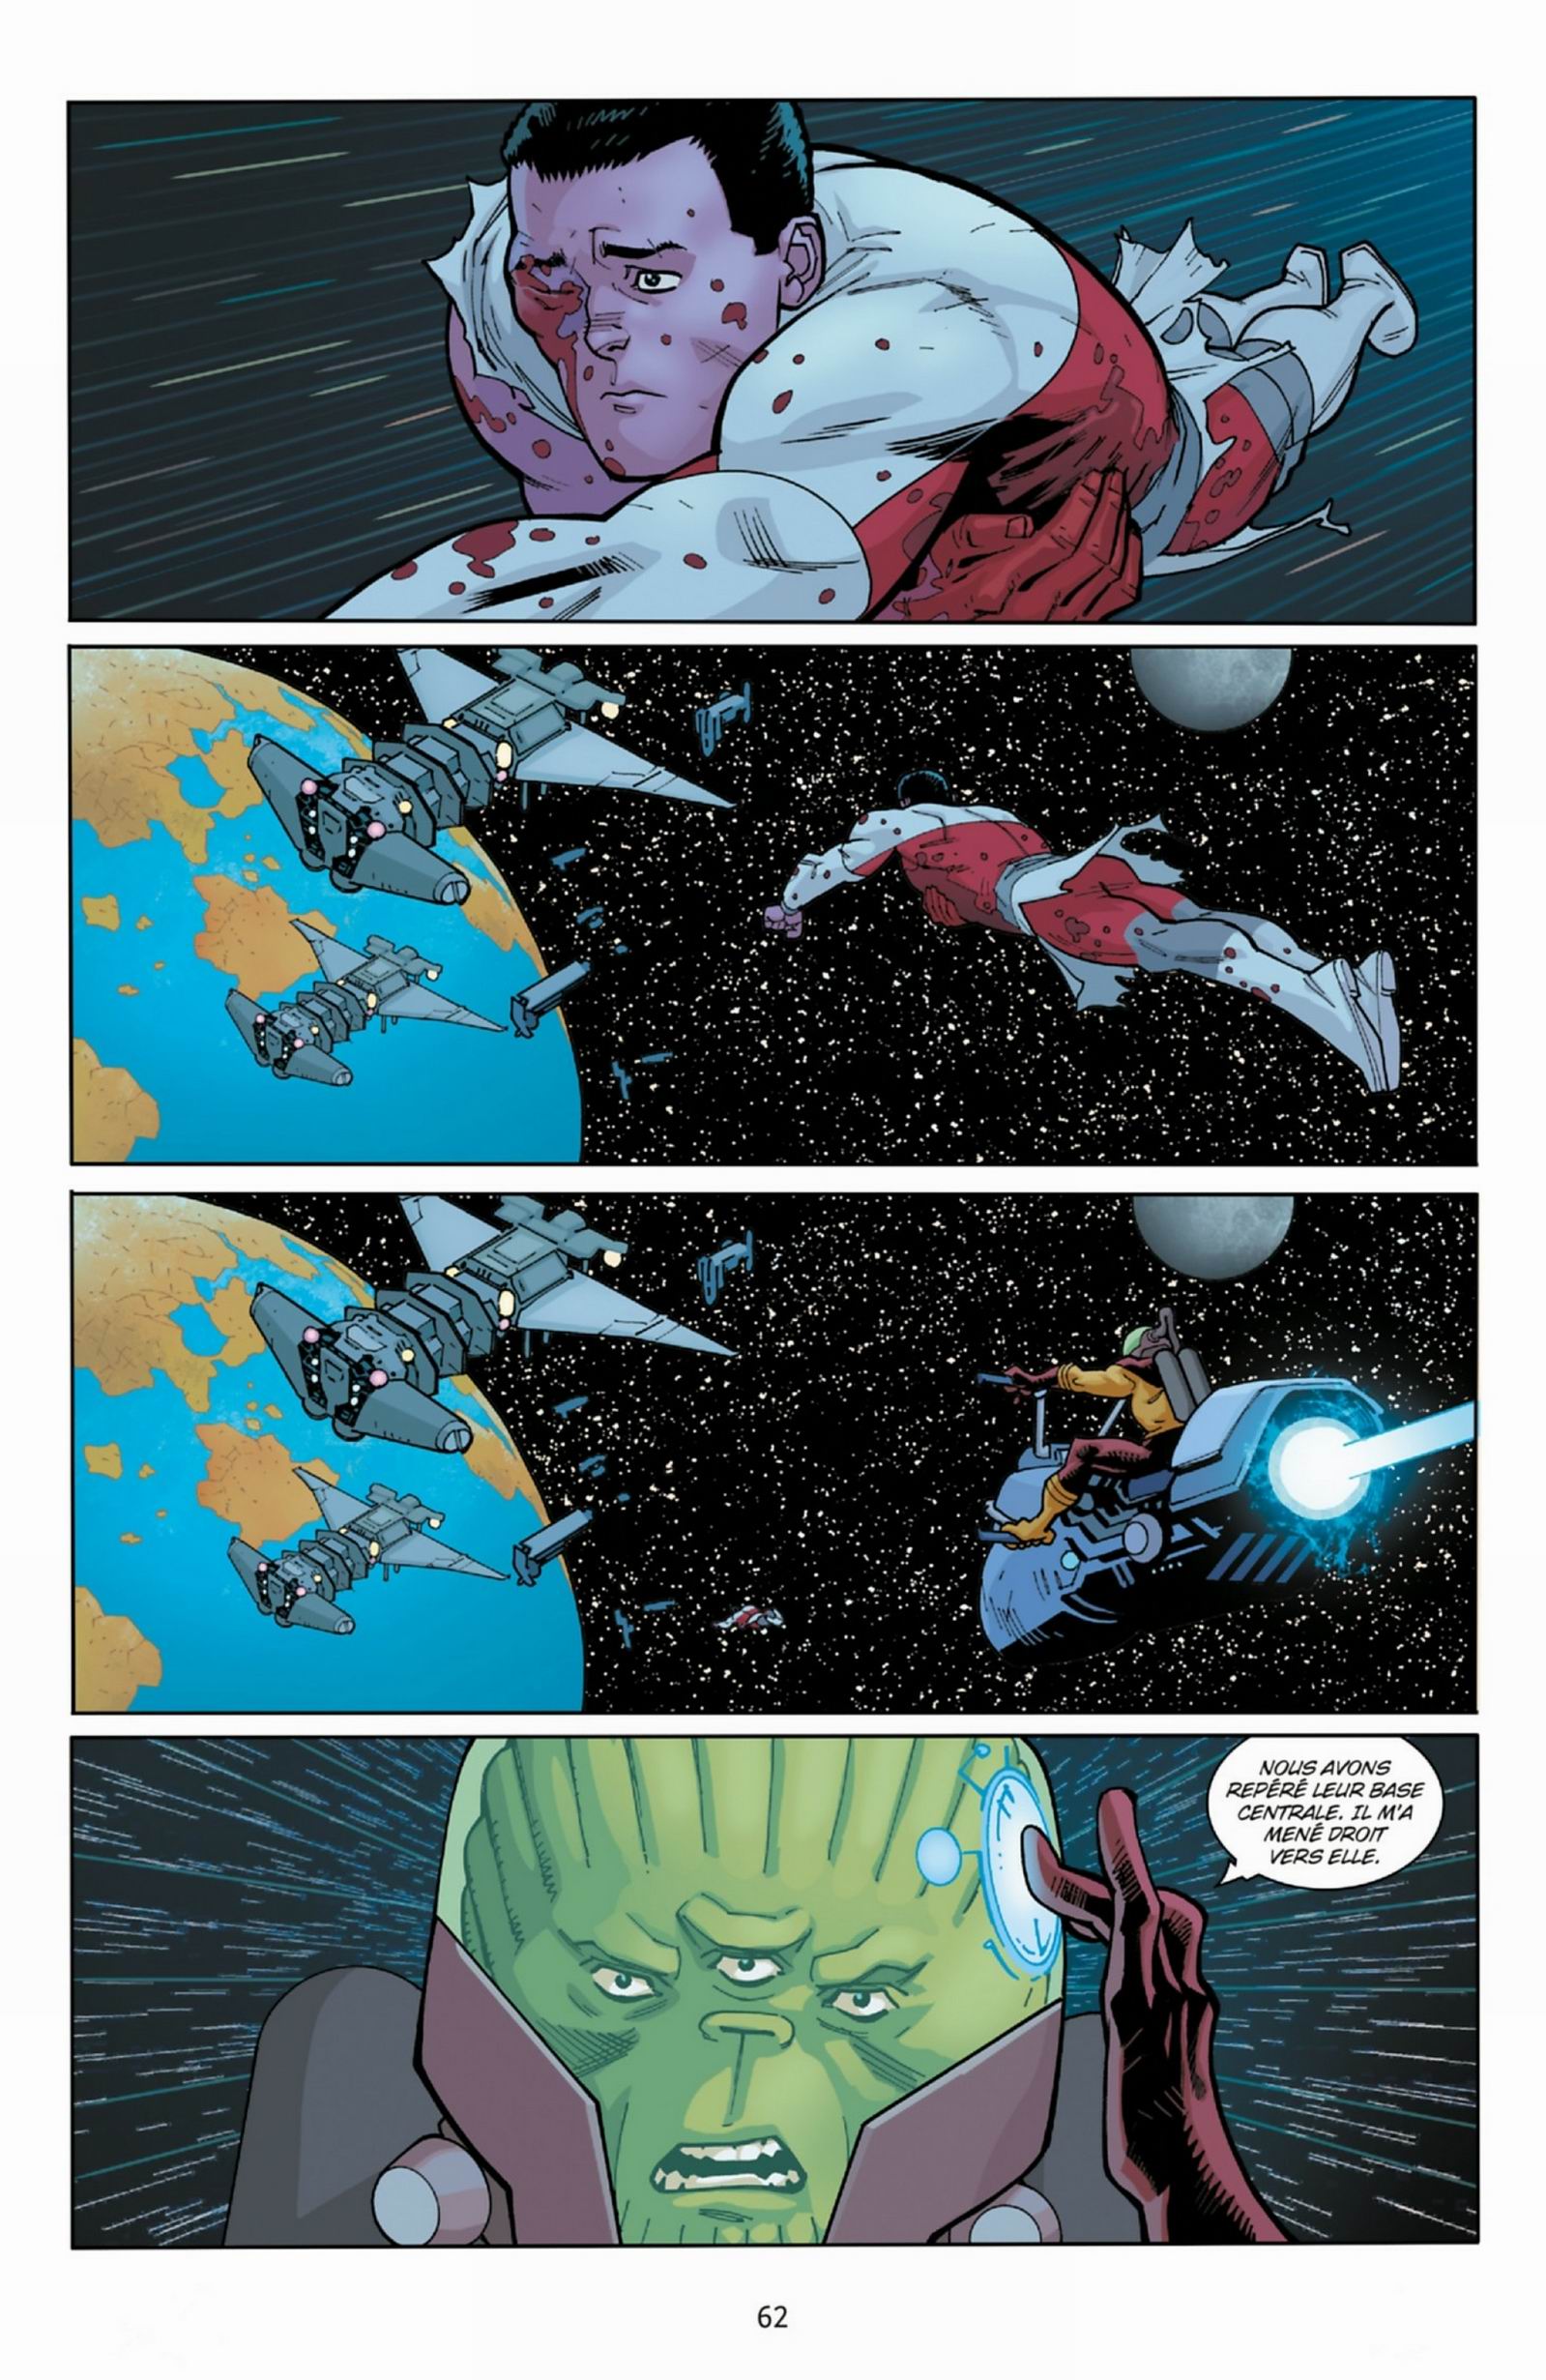 NOUS AVONS
REPÉRÉ LEUR BASE
CENTRALE. IL M'A
MENÉ DROIT
VERS ELLE.
62